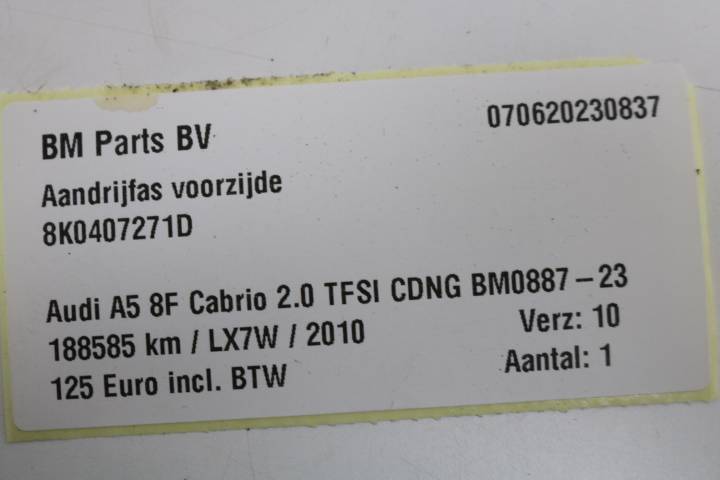 BM Parts BV
070620230837
Aandrijfas voorzijde
8K0407271D
Audi A5 8F Cabrio 2.0 TFSI CDNG BM0887-23
188585 km / LX7W / 2010
Verz: 10
125 Euro incl. BTW
Aantal: 1